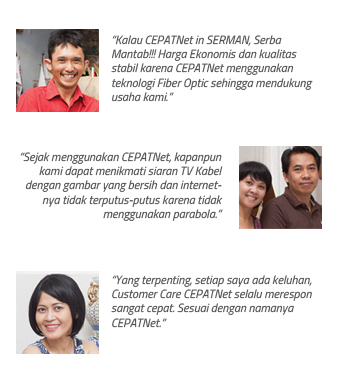 “Kalau CEPATNet in SERMAN, Serba
Mantab!!! Harga Ekonomis dan kualitas
stabil karena CEPATNet menggunakan
teknologi Fiber Optic sehingga mendukung
usaha kami.”
“Sejak menggunakan CEPATNet, kapanpun
kami dapat menikmati siaran TV Kabel
dengan gambar yang bersih dan internet-
nya tidak terputus-putus karena tidak
menggunakan parabola.”
“Yang terpenting, setiap saya ada keluhan,
Customer Care CEPATNet selalu merespon
sangat cepat. Sesuai dengan namanya
CEPATNet.”